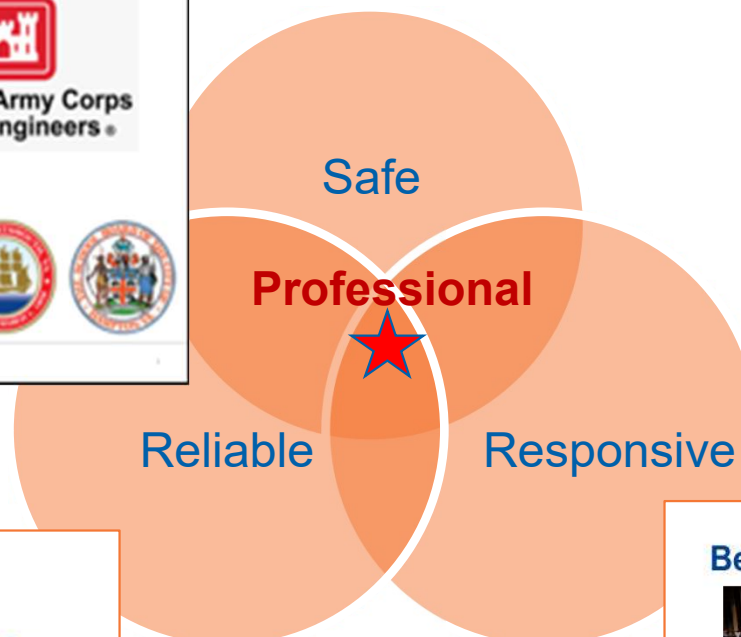 Army Corps
ngineers ®
Safe
Professional
Reliable
Responsive
Be